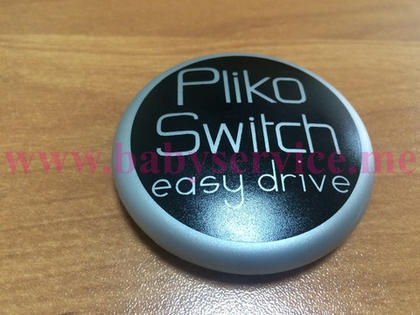 Pliko
Switch
www.babyservice.me
easy drive